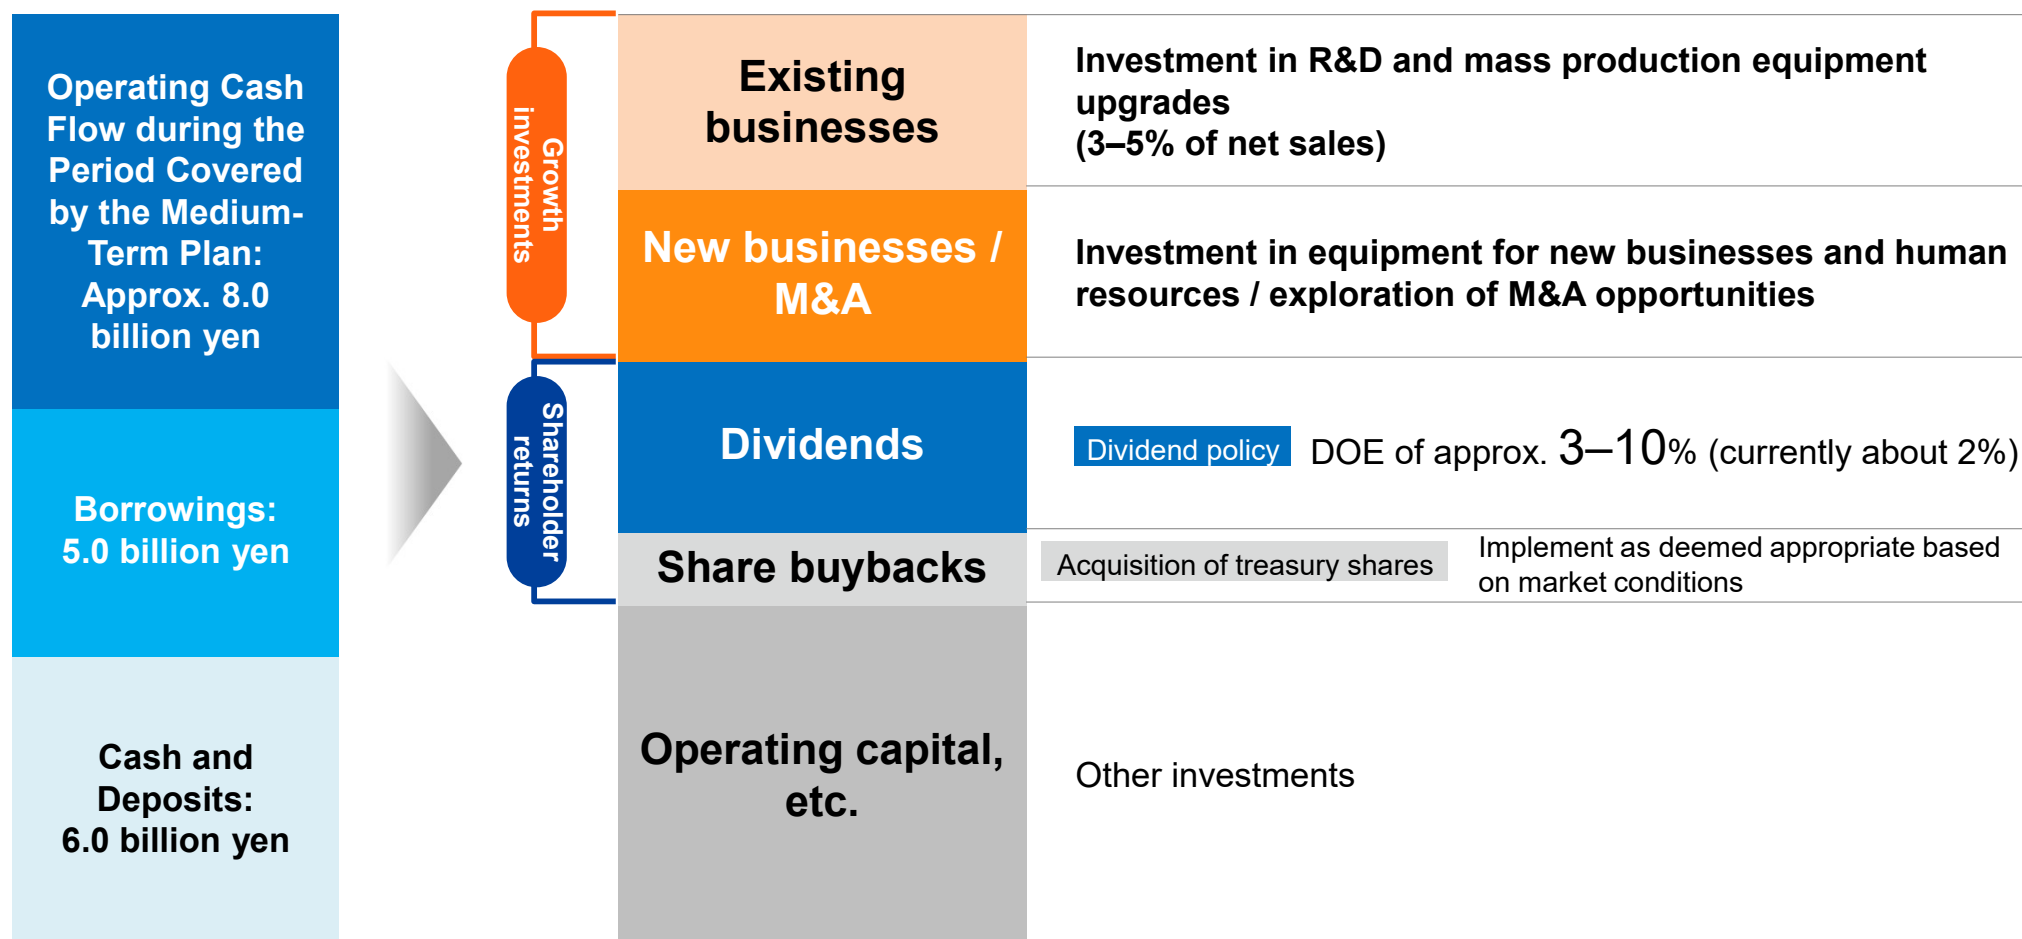 Operating Cash
Flow during the
Period Covered
by the Medium-
Term Plan:
Approx. 8.0
billion yen
Borrowings:
5.0 billion yen
Cash and
Deposits:
6.0 billion yen
Growth
investments
Existing
businesses
Investment in R&D and mass production equipment
upgrades
(3–5% of net sales)
New businesses /
M&A
Investment in equipment for new businesses and human
resources / exploration of M&A opportunities
Shareholder
returns
Dividends
Dividend policy DOE of approx. 3–10% (currently about 2%)
Share buybacks
Acquisition of treasury shares
Implement as deemed appropriate based
on market conditions
Operating capital,
etc.
Other investments